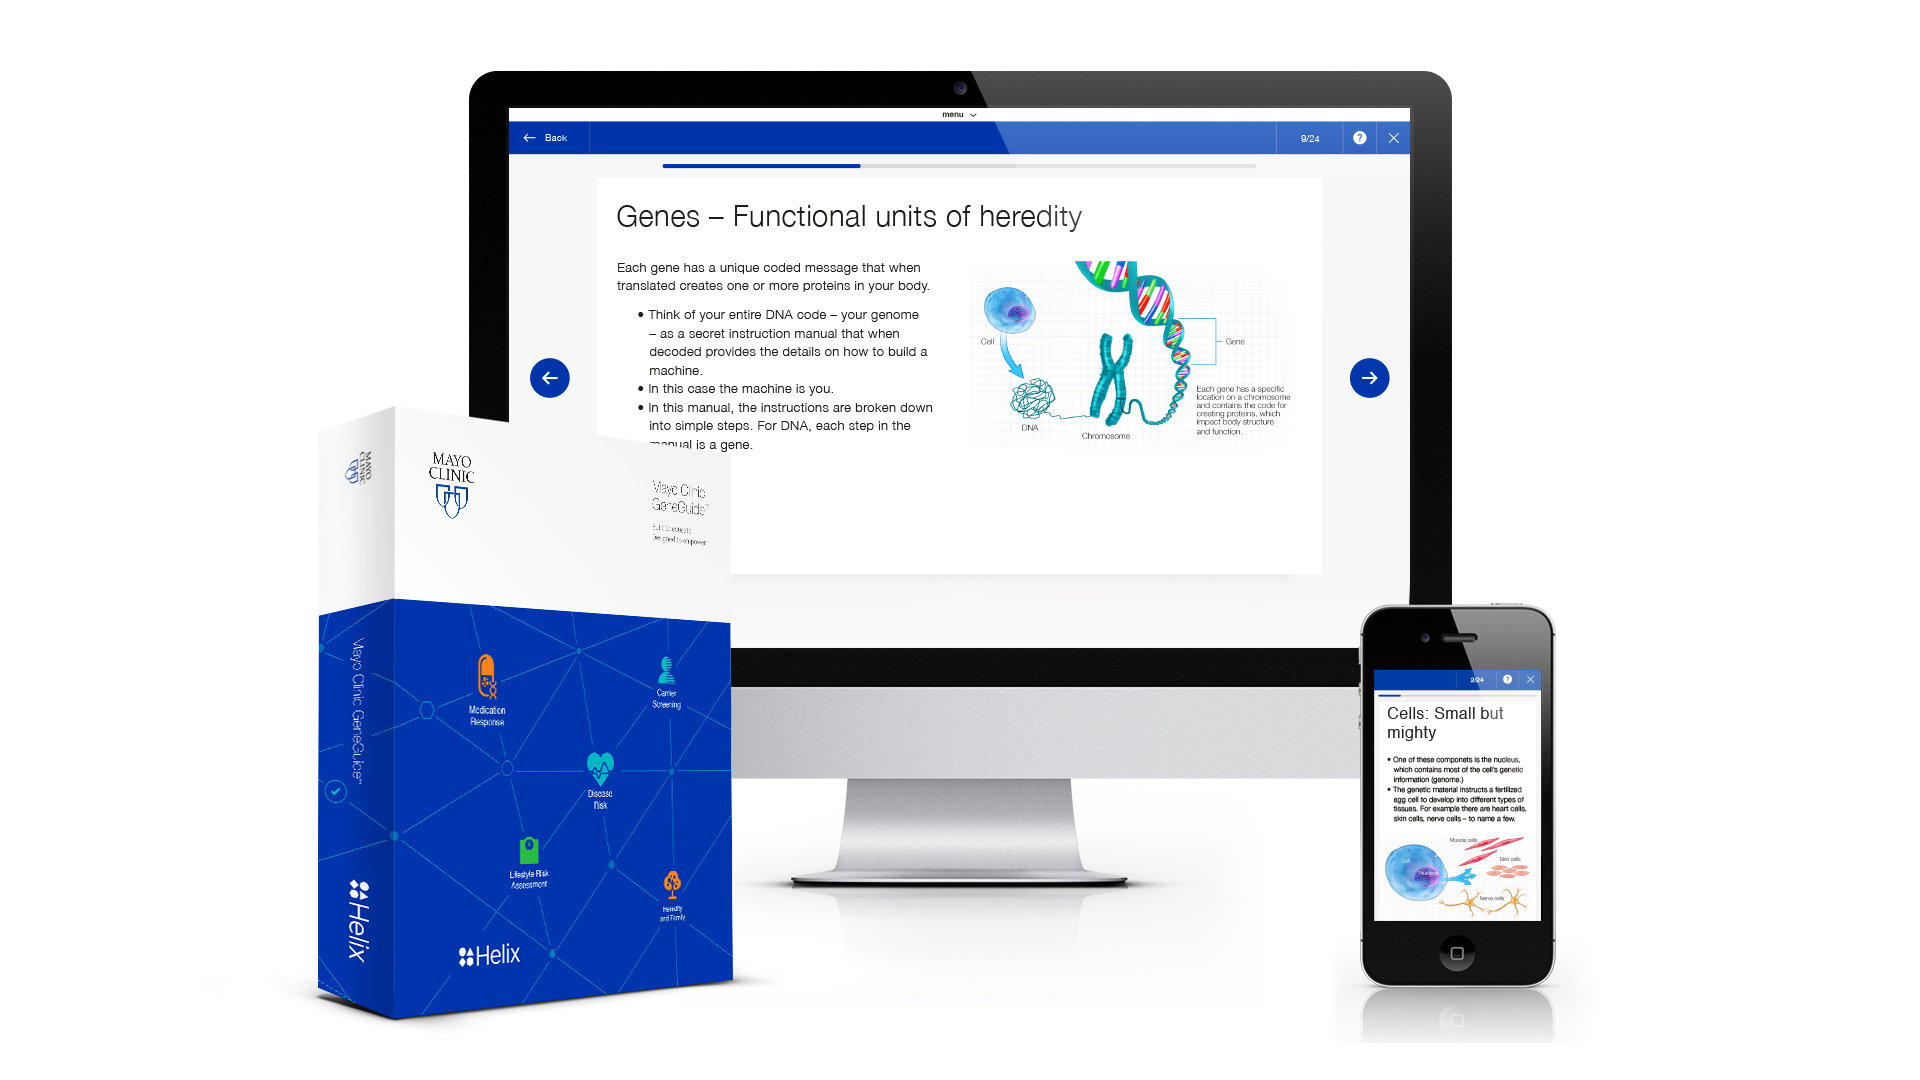 menu
Back
9/24
?
Genes – Functional units of heredity
Each gene has a unique coded message that when
translated creates one or more proteins in your body.
• Think of your entire DNA code – your genome
– as a secret instruction manual that when
decoded provides the details on how to build a
machine.
• In this case the machine is you.
• In this manual, the instructions are broken down
into simple steps. For DNA, each step in the
manual is a gene.
Cell
DNA
Chromosome
Gene
Each gene has a specific
location on a chromosome
and contains the code for
creating proteins, which
impact body structure
and function.
MAYO
CLINIC
Mayo Clinic GeneGuide™
Helix
MAYO
CLINIC
Mayo Clinic
GeneGuide™
Built to educate.
Designed to empower.
Medication
Response
Carrier
Screening
Disease
Risk
Lifestyle Risk
Assessment
Heredity
and Family
Helix
2/24
?
Cells: Small but
mighty
• One of these componets is the nucleus,
which contains most of the cell's genetic
information (genome.)
• The genetic material instructs a fertilized
egg cell to develop into different types of
tissues. For example there are heart cells,
skin cells, nerve cells – to name a few.
Cell
Nucleus
Muscle cells
Skin cells
Nerve cells